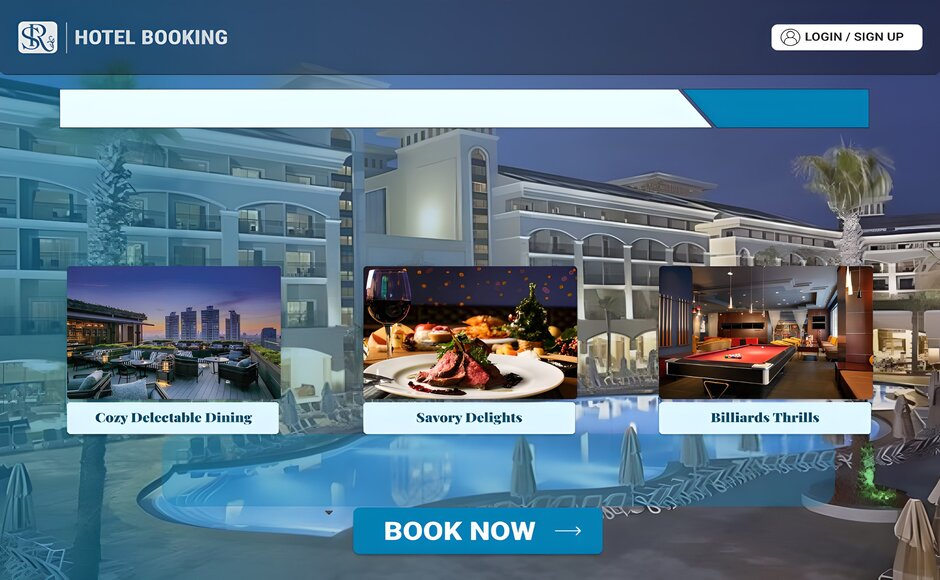 SR
HOTEL BOOKING
LOGIN / SIGN UP
Cozy Delectable Dining
Savory Delights
Billiards Thrills
BOOK NOW